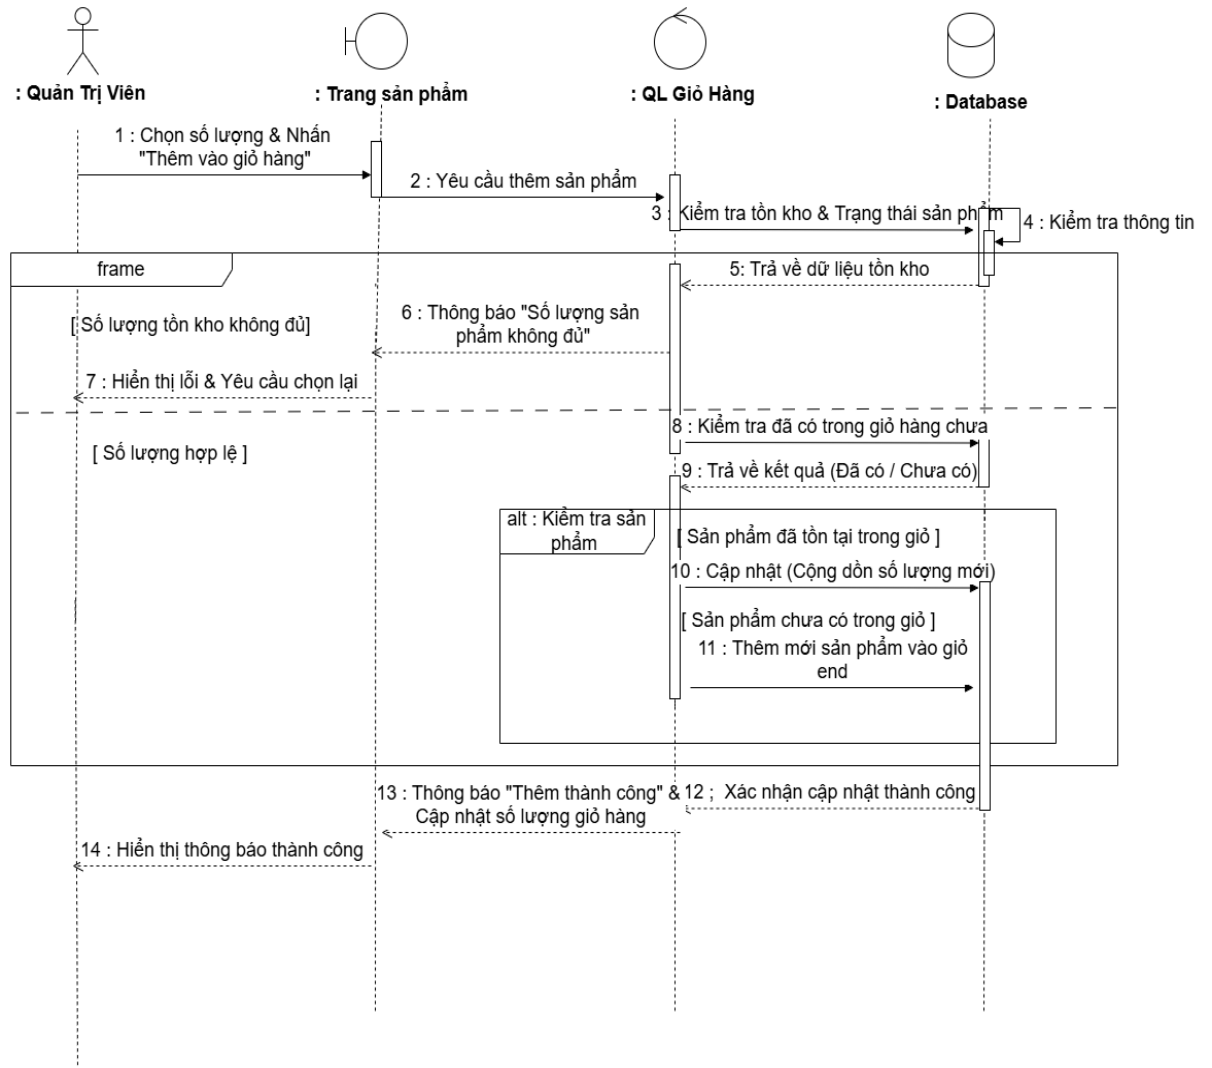 : Quản Trị Viên
: Trang sản phẩm
: QL Giỏ Hàng
: Database
1 : Chọn số lượng & Nhấn
"Thêm vào giỏ hàng"
2 : Yêu cầu thêm sản phẩm
3 : Kiểm tra tồn kho & Trạng thái sản phẩm
4 : Kiểm tra thông tin
frame
5: Trả về dữ liệu tồn kho
[ Số lượng tồn kho không đủ]
6 : Thông báo "Số lượng sản
phẩm không đủ"
7 : Hiển thị lỗi & Yêu cầu chọn lại
8 : Kiểm tra đã có trong giỏ hàng chưa
[ Số lượng hợp lệ ]
9 : Trả về kết quả (Đã có / Chưa có)
alt : Kiểm tra sản
phẩm
[ Sản phẩm đã tồn tại trong giỏ ]
10 : Cập nhật (Cộng dồn số lượng mới)
[ Sản phẩm chưa có trong giỏ ]
11 : Thêm mới sản phẩm vào giỏ
end
12 ; Xác nhận cập nhật thành công
13 : Thông báo "Thêm thành công" &
Cập nhật số lượng giỏ hàng
14 : Hiển thị thông báo thành công